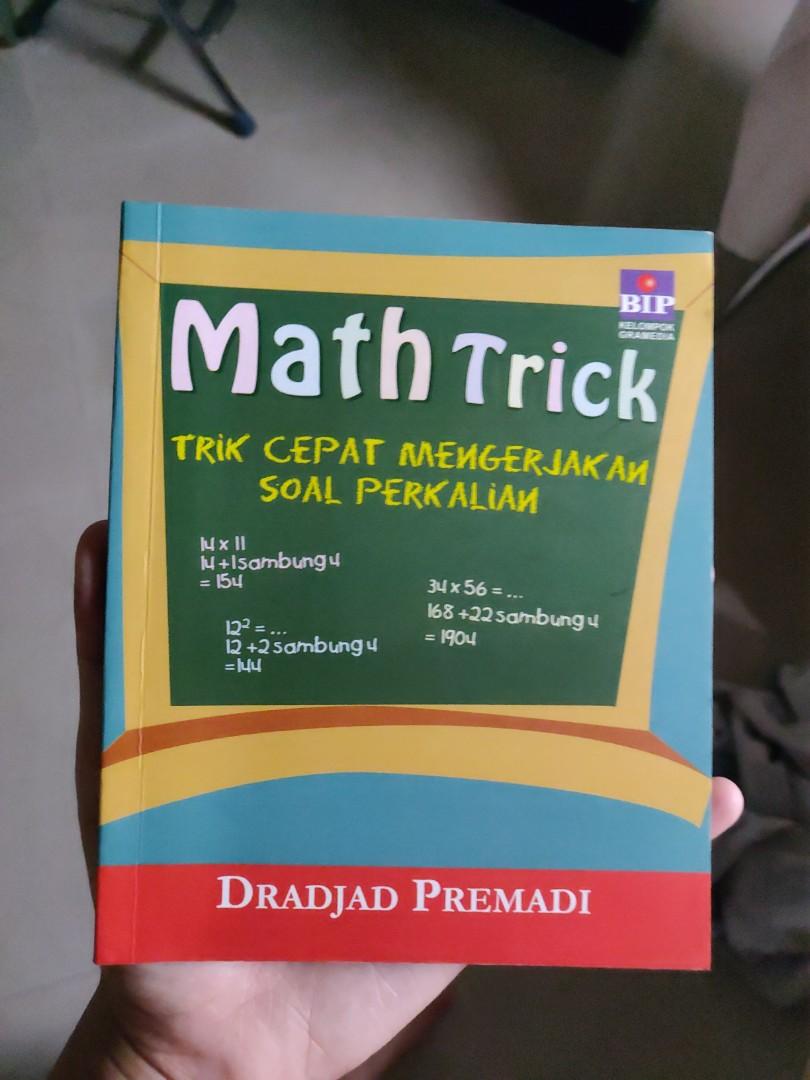 BIP
KELOMPOK
GRAMEDIA
Math Trick
TRIK CEPAT MENGERJAKAN
SOAL PERKALIAN
14 x 11
14 + 1 sambung 4
= 154
34 x 56 = ...
168 + 22 sambung 4
= 1904
12² = ...
12 + 2 sambung 4
= 144
DRADJAD PREMADI